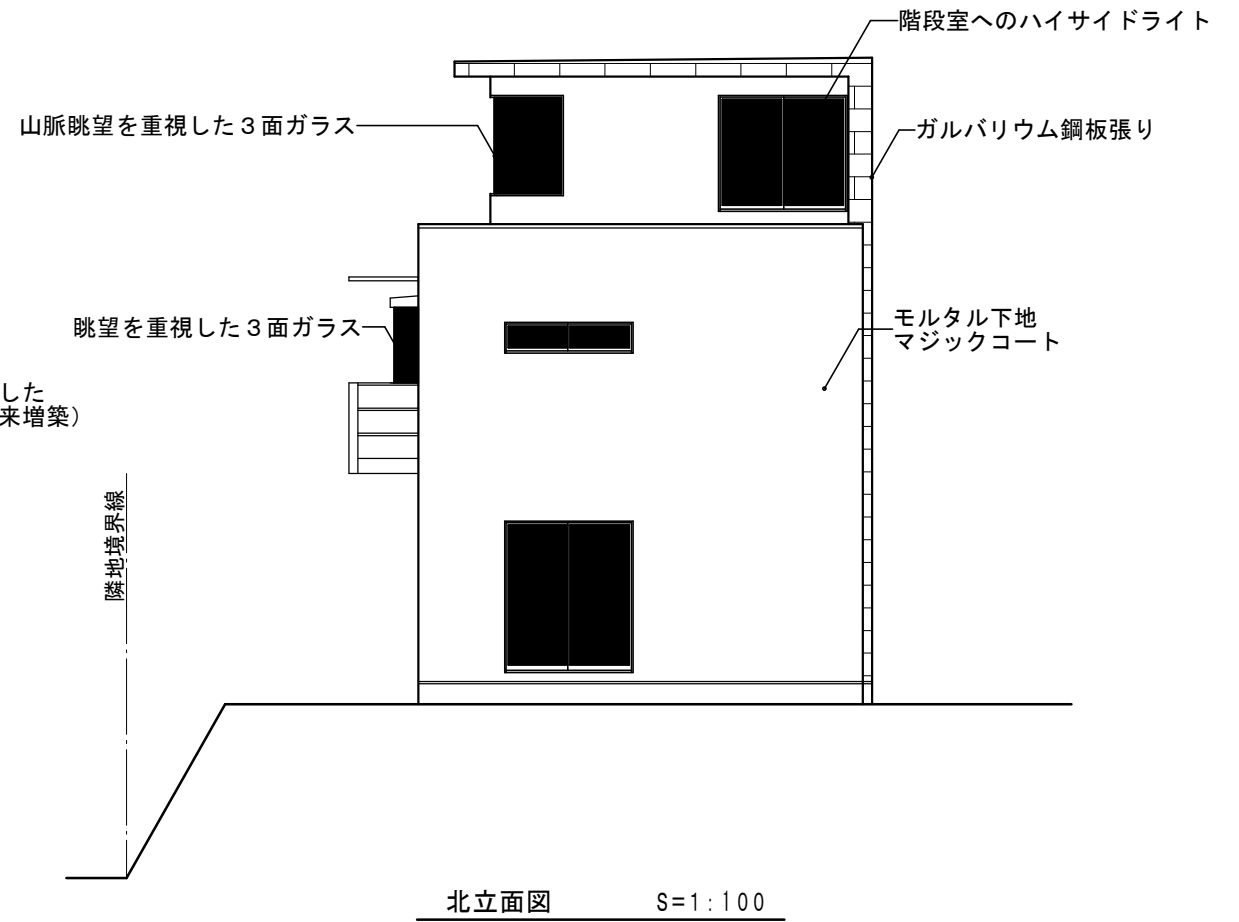 階段室へのハイサイドライト
山脈眺望を重視した３面ガラス
ガルバリウム鋼板張り
眺望を重視した３面ガラス
モルタル下地
マジックコート
した
来増築）
隣地境界線
北立面図 S=1:100